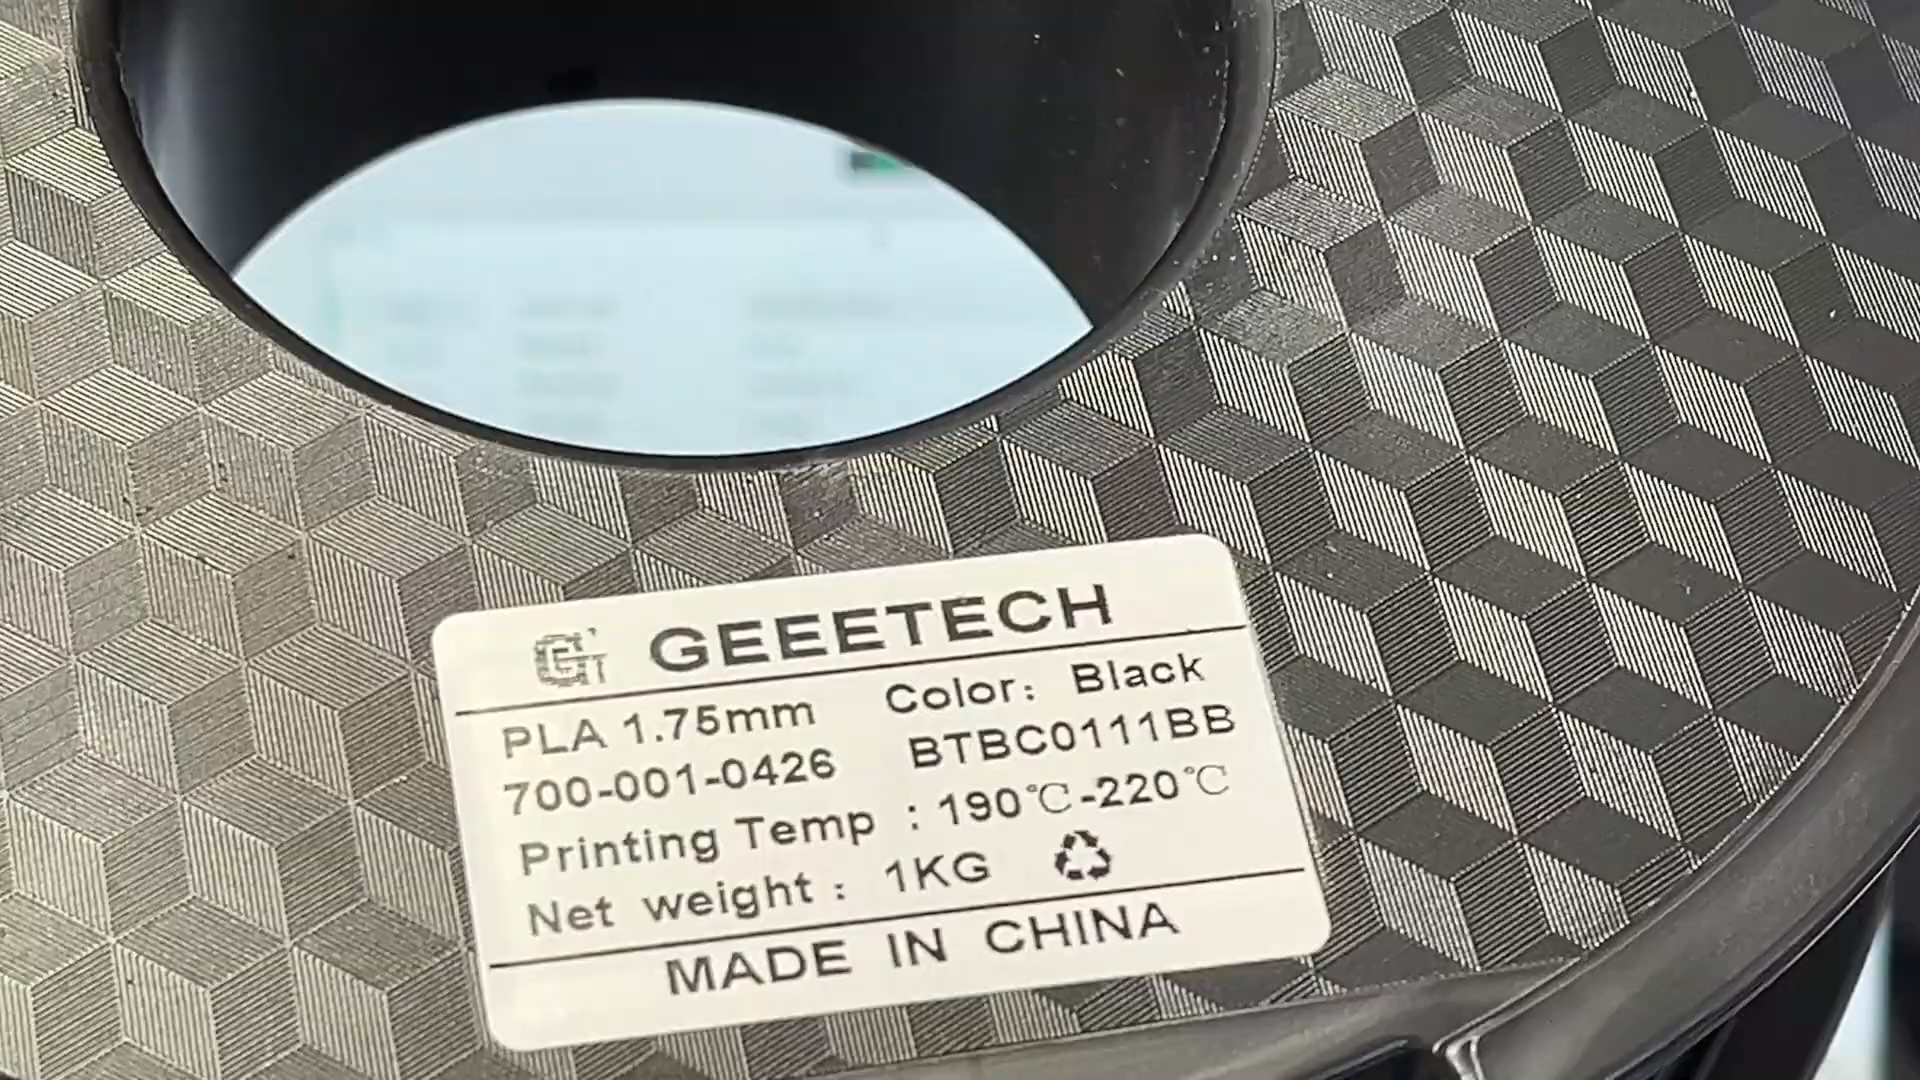 GT GEEETECH
PLA 1.75mm Color: Black
700-001-0426 BTBC0111BB
Printing Temp : 190℃-220℃
Net weight : 1KG
MADE IN CHINA